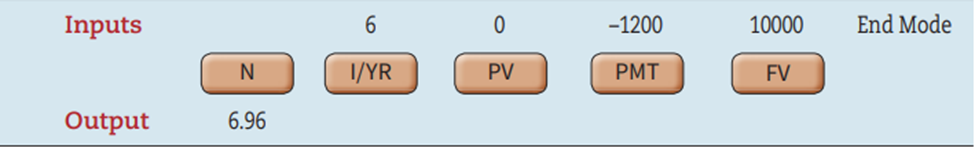 Inputs 6 0 –1200 10000 End Mode
N I/YR PV PMT FV
Output 6.96